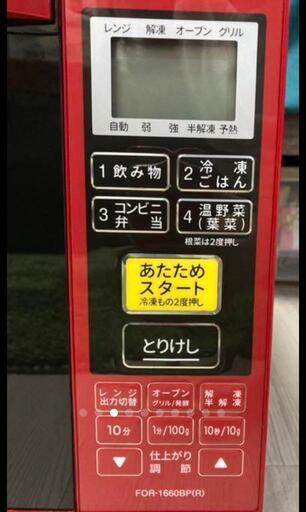 レンジ 解凍 オーブン グリル
自動 弱 強 半解凍 予熱
1 飲み物
2 冷凍
ごはん
3 コンビニ
弁当
4 温野菜
(葉菜)
根菜は2度押し
あたため
スタート
冷凍もの2度押し
とりけし
レンジ
出力切替
オーブン
グリル/発酵
解凍
半解凍
10分
1分/100g
10秒/10g
仕上がり
調節
FOR-1660BP(R)